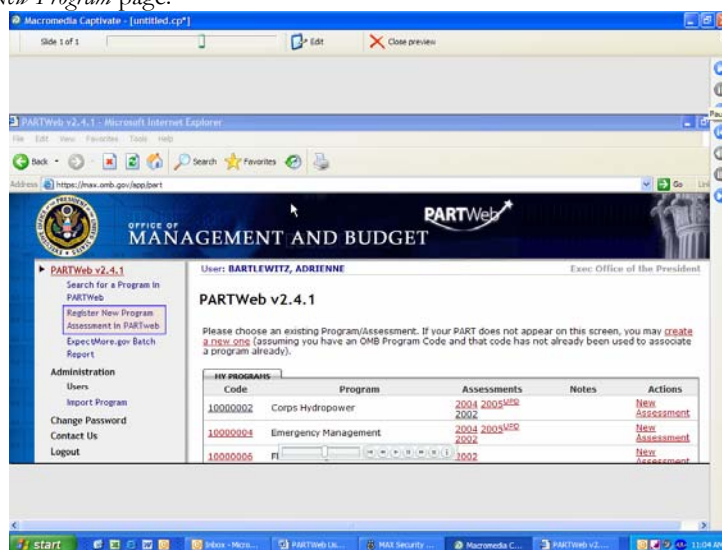 New Program page.
Macromedia Captivate - [untitled.cp*]
Slide 1 of 1
Edit
Close preview
PARTWeb v2.4.1 - Microsoft Internet Explorer
File Edit View Favorites Tools Help
Back
Search
Favorites
Address https://max.omb.gov/app/part
Go
OFFICE OF
MANAGEMENT AND BUDGET
PARTWeb
PARTWeb v2.4.1
Search for a Program in
PARTWeb
Register New Program
Assessment in PARTweb
ExpectMore.gov Batch
Report
Administration
Users
Import Program
Change Password
Contact Us
Logout
User: BARTLEWITZ, ADRIENNE
Exec Office of the President
PARTWeb v2.4.1
Please choose an existing Program/Assessment. If your PART does not appear on this screen, you may create
a new one (assuming you have an OMB Program Code and that code has not already been used to associate
a program already).
MY PROGRAMS
Code Program Assessments Notes Actions
10000002 Corps Hydropower 2004 2005UPD 2002 New Assessment
10000004 Emergency Management 2004 2005UPD 2002 New Assessment
10000006 2002 New Assessment
start
Inbox - Micro...
PARTWeb Us...
MAX Security ...
Macromedia C...
PARTWeb v2....
11:04 AM